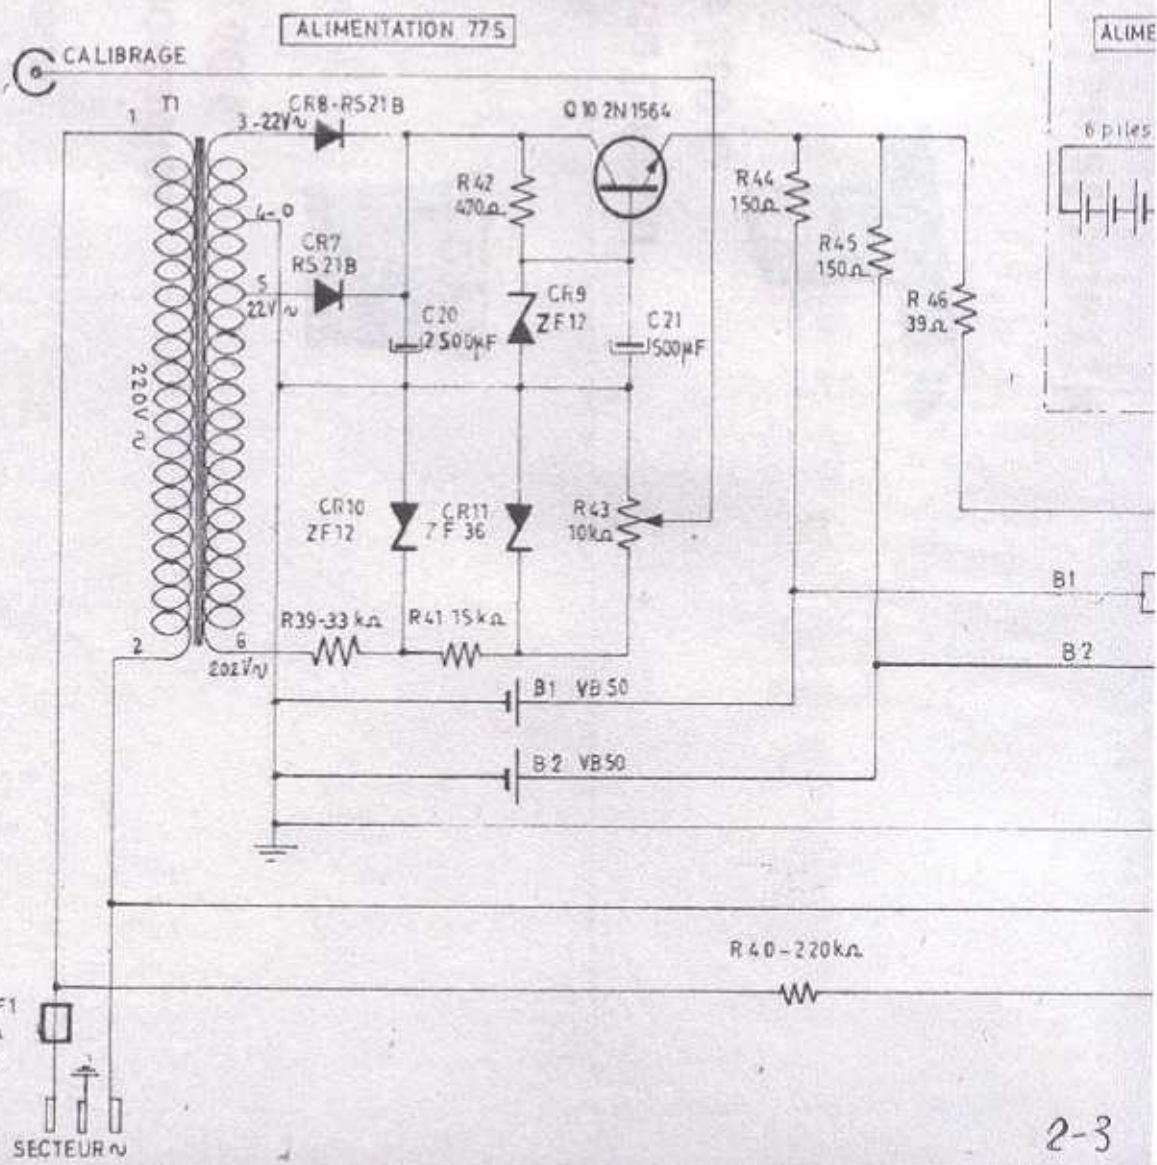 ALIMENTATION 77S
ALIME
CALIBRAGE
T1
1
3-22V~
CR8-RS21B
Q10 2N1564
6 piles
R42
470Ω
R44
150Ω
4-0
CR7
RS21B
R45
150Ω
5
22V~
C20
2500µF
CR9
ZF12
C21
1500µF
R 46
39Ω
220V~
CR10
ZF12
CR11
ZF 36
R43
10kΩ
B1
R39-33kΩ
R41 15kΩ
2
6
202V~
B2
B1 VB50
B2 VB50
R40-220kΩ
F1
SECTEUR ~
2-3